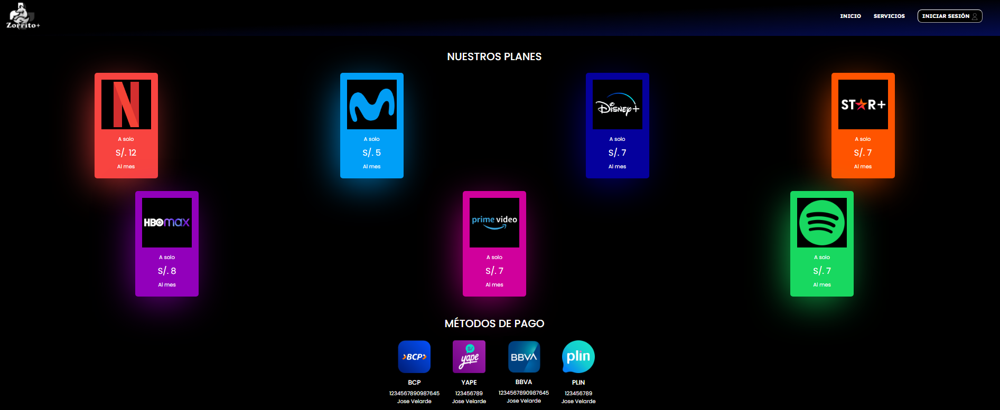 Zorrito+
INICIO SERVICIOS INICIAR SESIÓN
NUESTROS PLANES
A solo
S/. 12
Al mes
A solo
S/. 5
Al mes
Disney+
A solo
S/. 7
Al mes
STAR+
A solo
S/. 7
Al mes
HBOmax
A solo
S/. 8
Al mes
prime video
A solo
S/. 7
Al mes
A solo
S/. 7
Al mes
MÉTODOS DE PAGO
BCP
BCP
1234567890987645
Jose Velarde
S/
yape
YAPE
123456789
Jose Velarde
BBVA
BBVA
1234567890987645
Jose Velarde
plin
PLIN
123456789
Jose Velarde